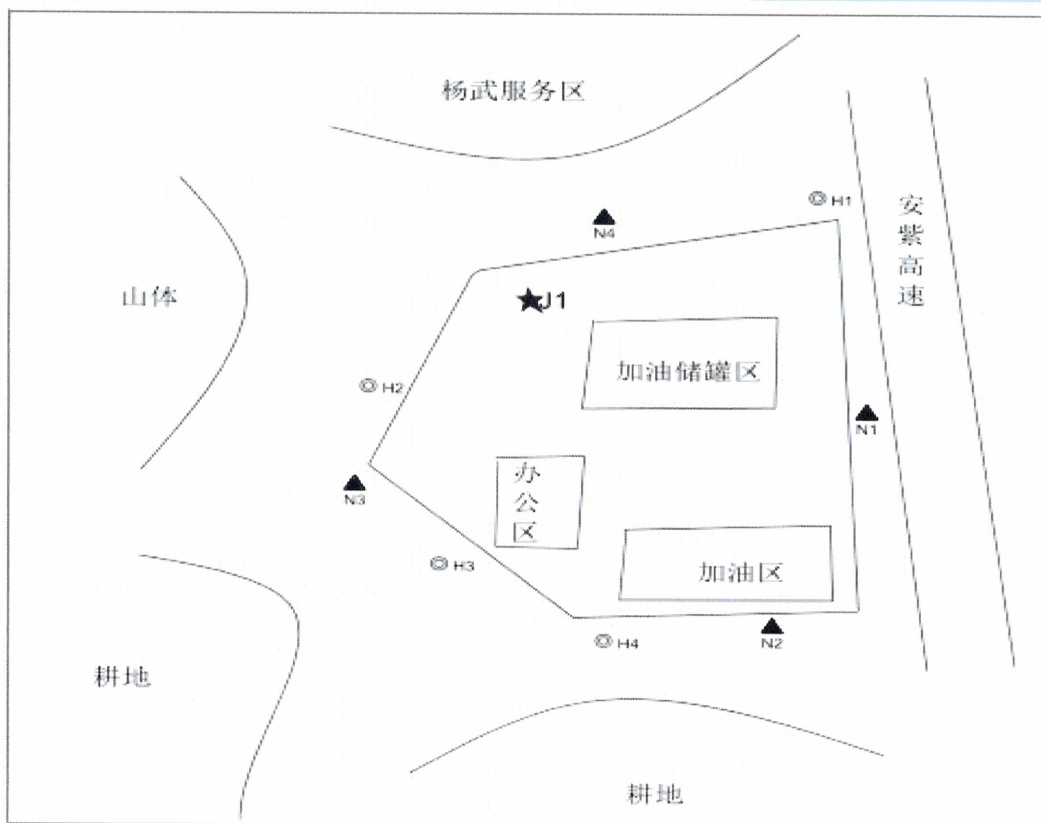 杨武服务区
◎ H1
安紫高速
▲
N4
山体
★J1
加油储罐区
◎ H2
▲
N1
办公区
▲
N3
◎ H3
加油区
▲
N2
◎ H4
耕地
耕地